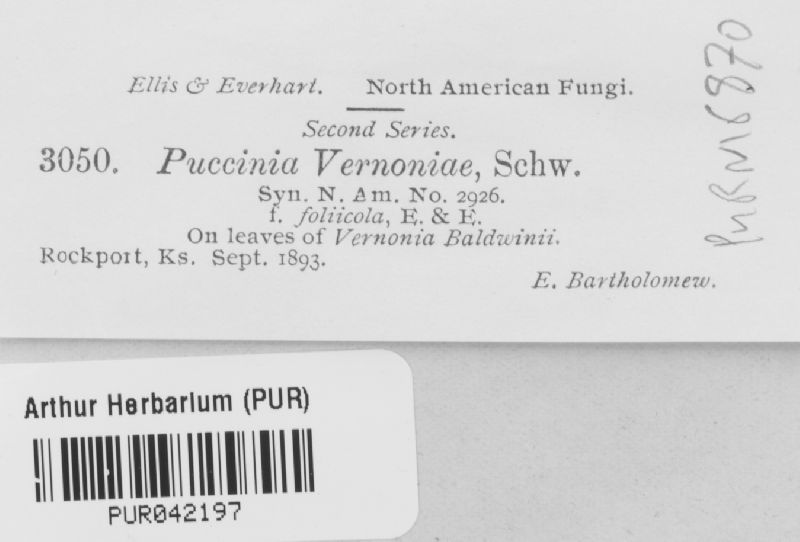 Ellis & Everhart. North American Fungi.
Second Series.
3050. Puccinia Vernoniae, Schw.
Syn. N. Am. No. 2926.
f. foliicola, E. & E.
On leaves of Vernonia Baldwinii.
Rockport, Ks. Sept. 1893.
E. Bartholomew.
PURN6870
Arthur Herbarium (PUR)
PUR042197